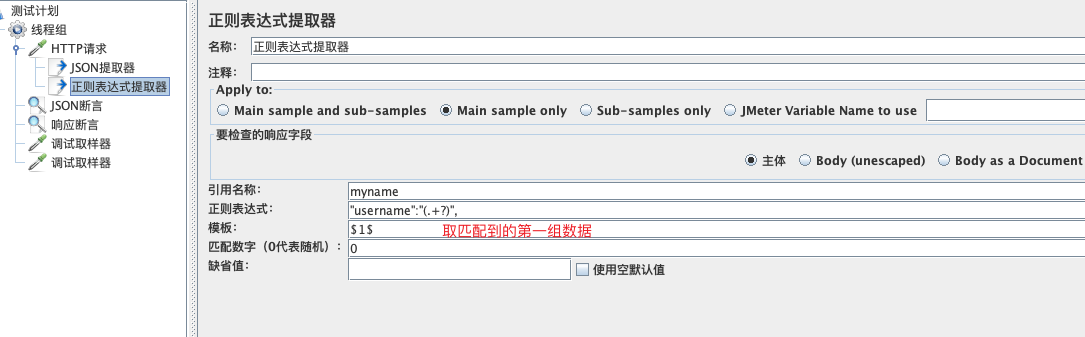 测试计划
线程组
HTTP请求
JSON提取器
正则表达式提取器
JSON断言
响应断言
调试取样器
调试取样器
正则表达式提取器
名称： 正则表达式提取器
注释：
Apply to:
Main sample and sub-samples Main sample only Sub-samples only JMeter Variable Name to use
要检查的响应字段
主体 Body (unescaped) Body as a Document
引用名称： myname
正则表达式： "username":"(.+?)",
模板： $1$ 取匹配到的第一组数据
匹配数字（0代表随机）： 0
缺省值： 使用空默认值